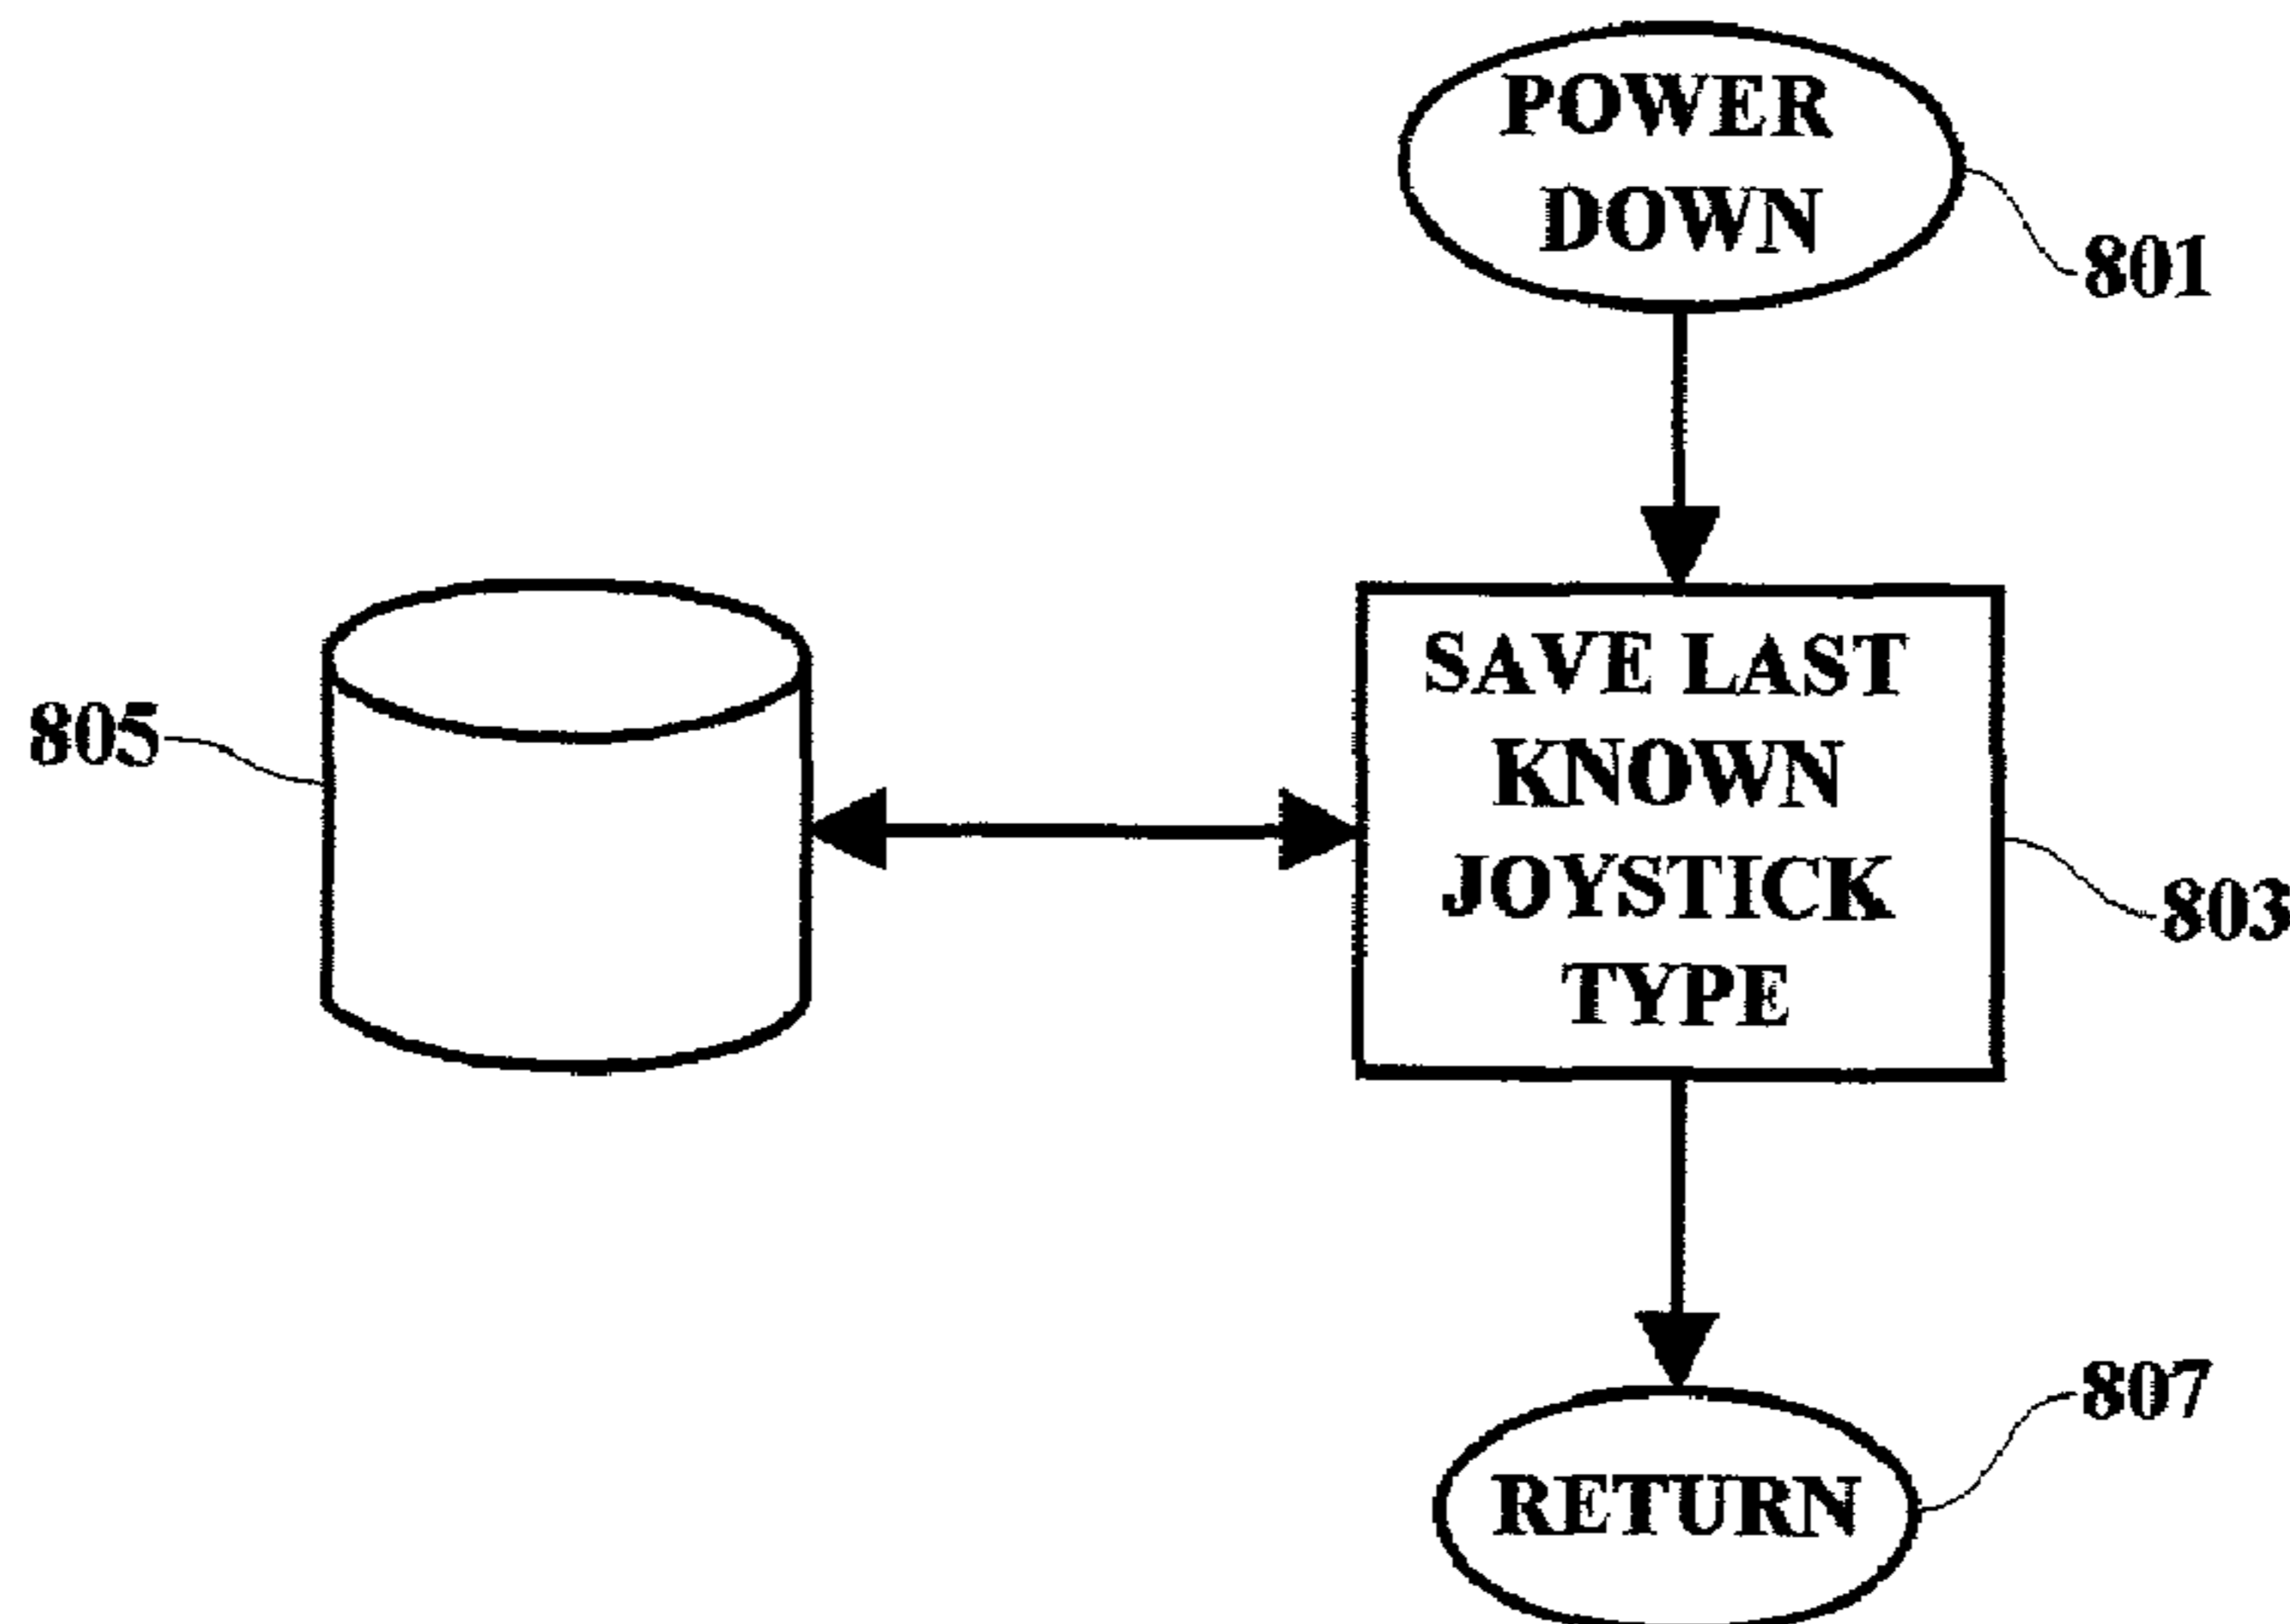 POWER
DOWN
801
SAVE LAST
KNOWN
JOYSTICK
TYPE
805
803
807
RETURN